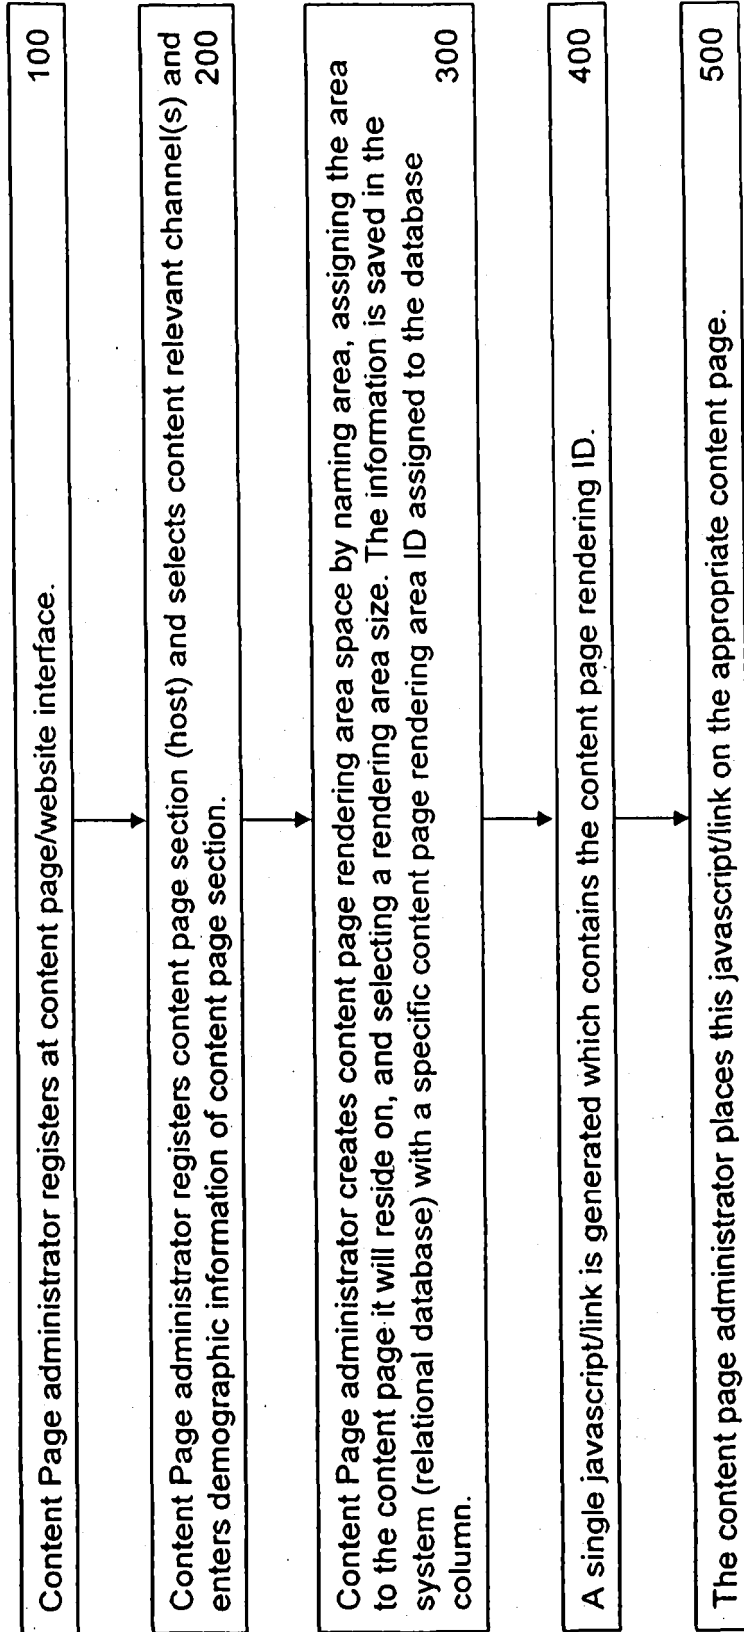 Content Page administrator registers at content page/website interface.
100
Content Page administrator registers content page section (host) and selects content relevant channel(s) and
enters demographic information of content page section.
200
Content Page administrator creates content page rendering area space by naming area, assigning the area
to the content page it will reside on, and selecting a rendering area size. The information is saved in the
system (relational database) with a specific content page rendering area ID assigned to the database
column.
300
A single javascript/link is generated which contains the content page rendering ID.
400
The content page administrator places this javascript/link on the appropriate content page.
500